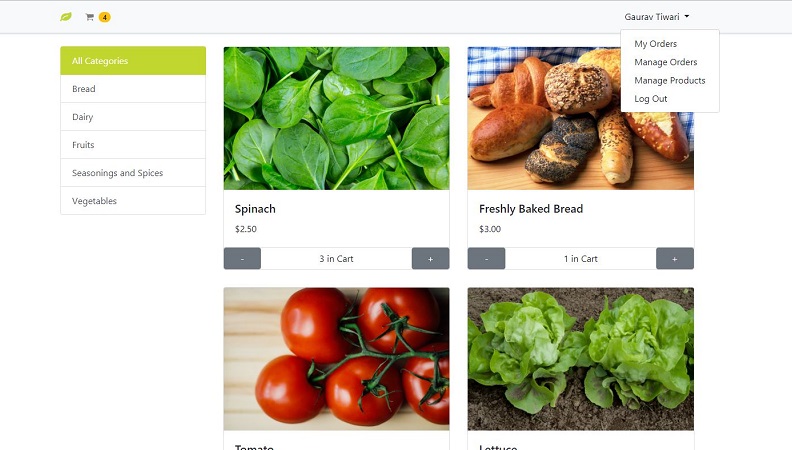 4
Gaurav Tiwari
My Orders
Manage Orders
Manage Products
Log Out
All Categories
Bread
Dairy
Fruits
Seasonings and Spices
Vegetables
Spinach
$2.50
- 3 in Cart +
Freshly Baked Bread
$3.00
- 1 in Cart +
Tomato
Lettuce